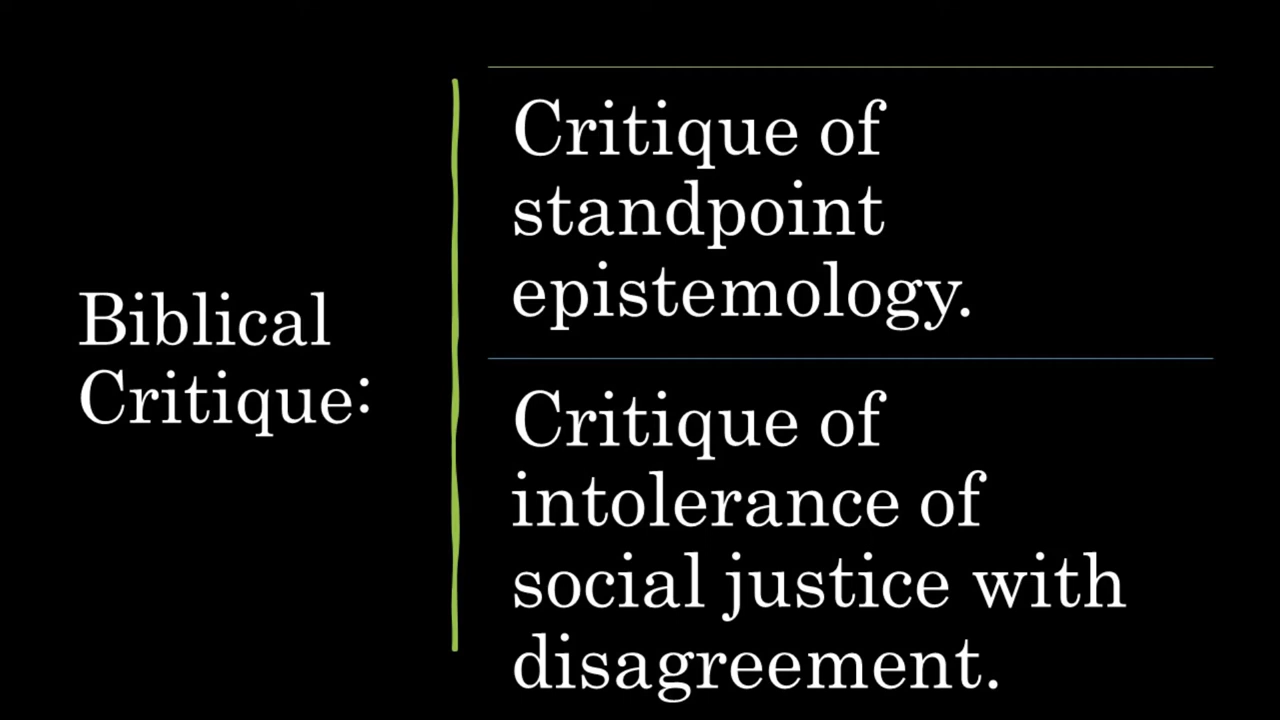 Biblical
Critique:
Critique of
standpoint
epistemology.
Critique of
intolerance of
social justice with
disagreement.